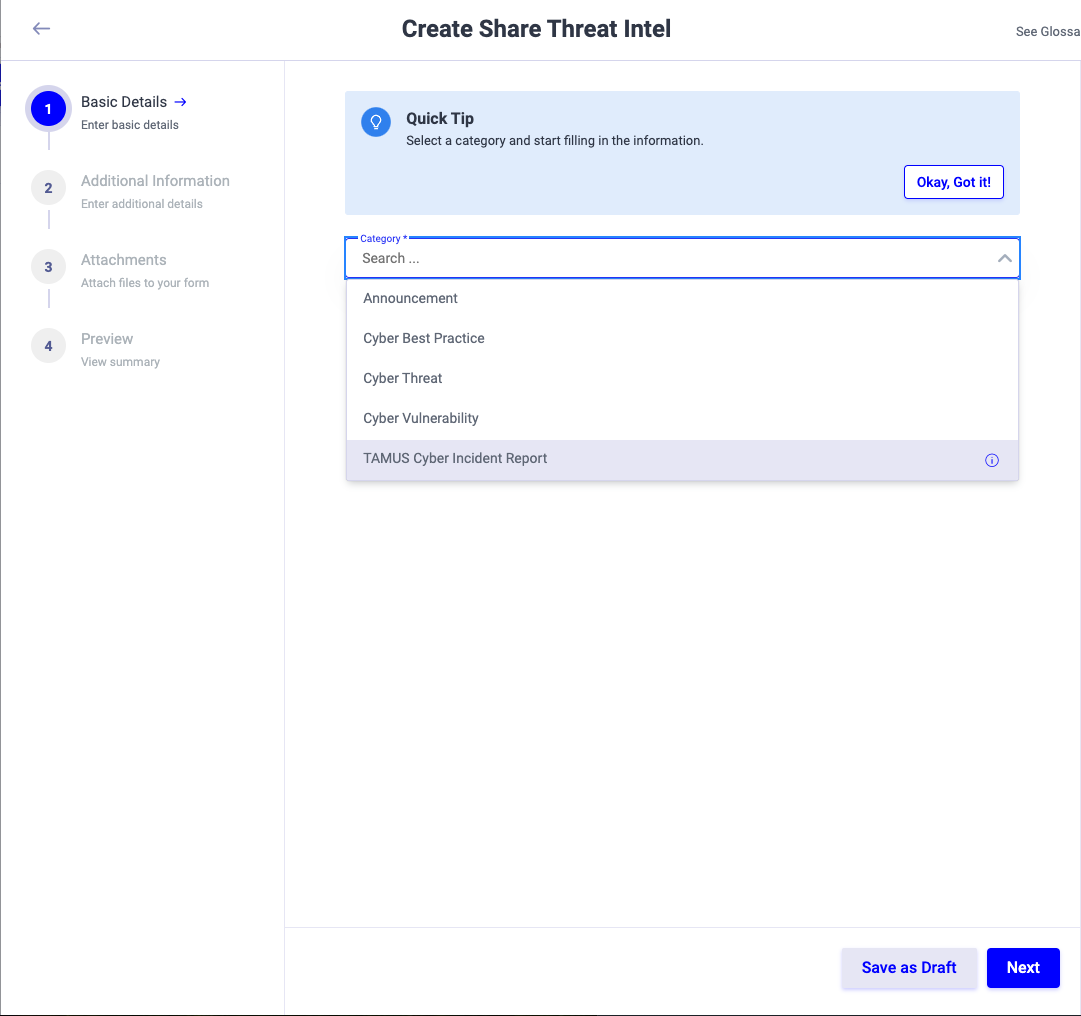 Create Share Threat Intel
See Glossa
1
Basic Details
Enter basic details
2
Additional Information
Enter additional details
3
Attachments
Attach files to your form
4
Preview
View summary
Quick Tip
Select a category and start filling in the information.
Okay, Got it!
Category *
Search ...
Announcement
Cyber Best Practice
Cyber Threat
Cyber Vulnerability
TAMUS Cyber Incident Report
Save as Draft
Next